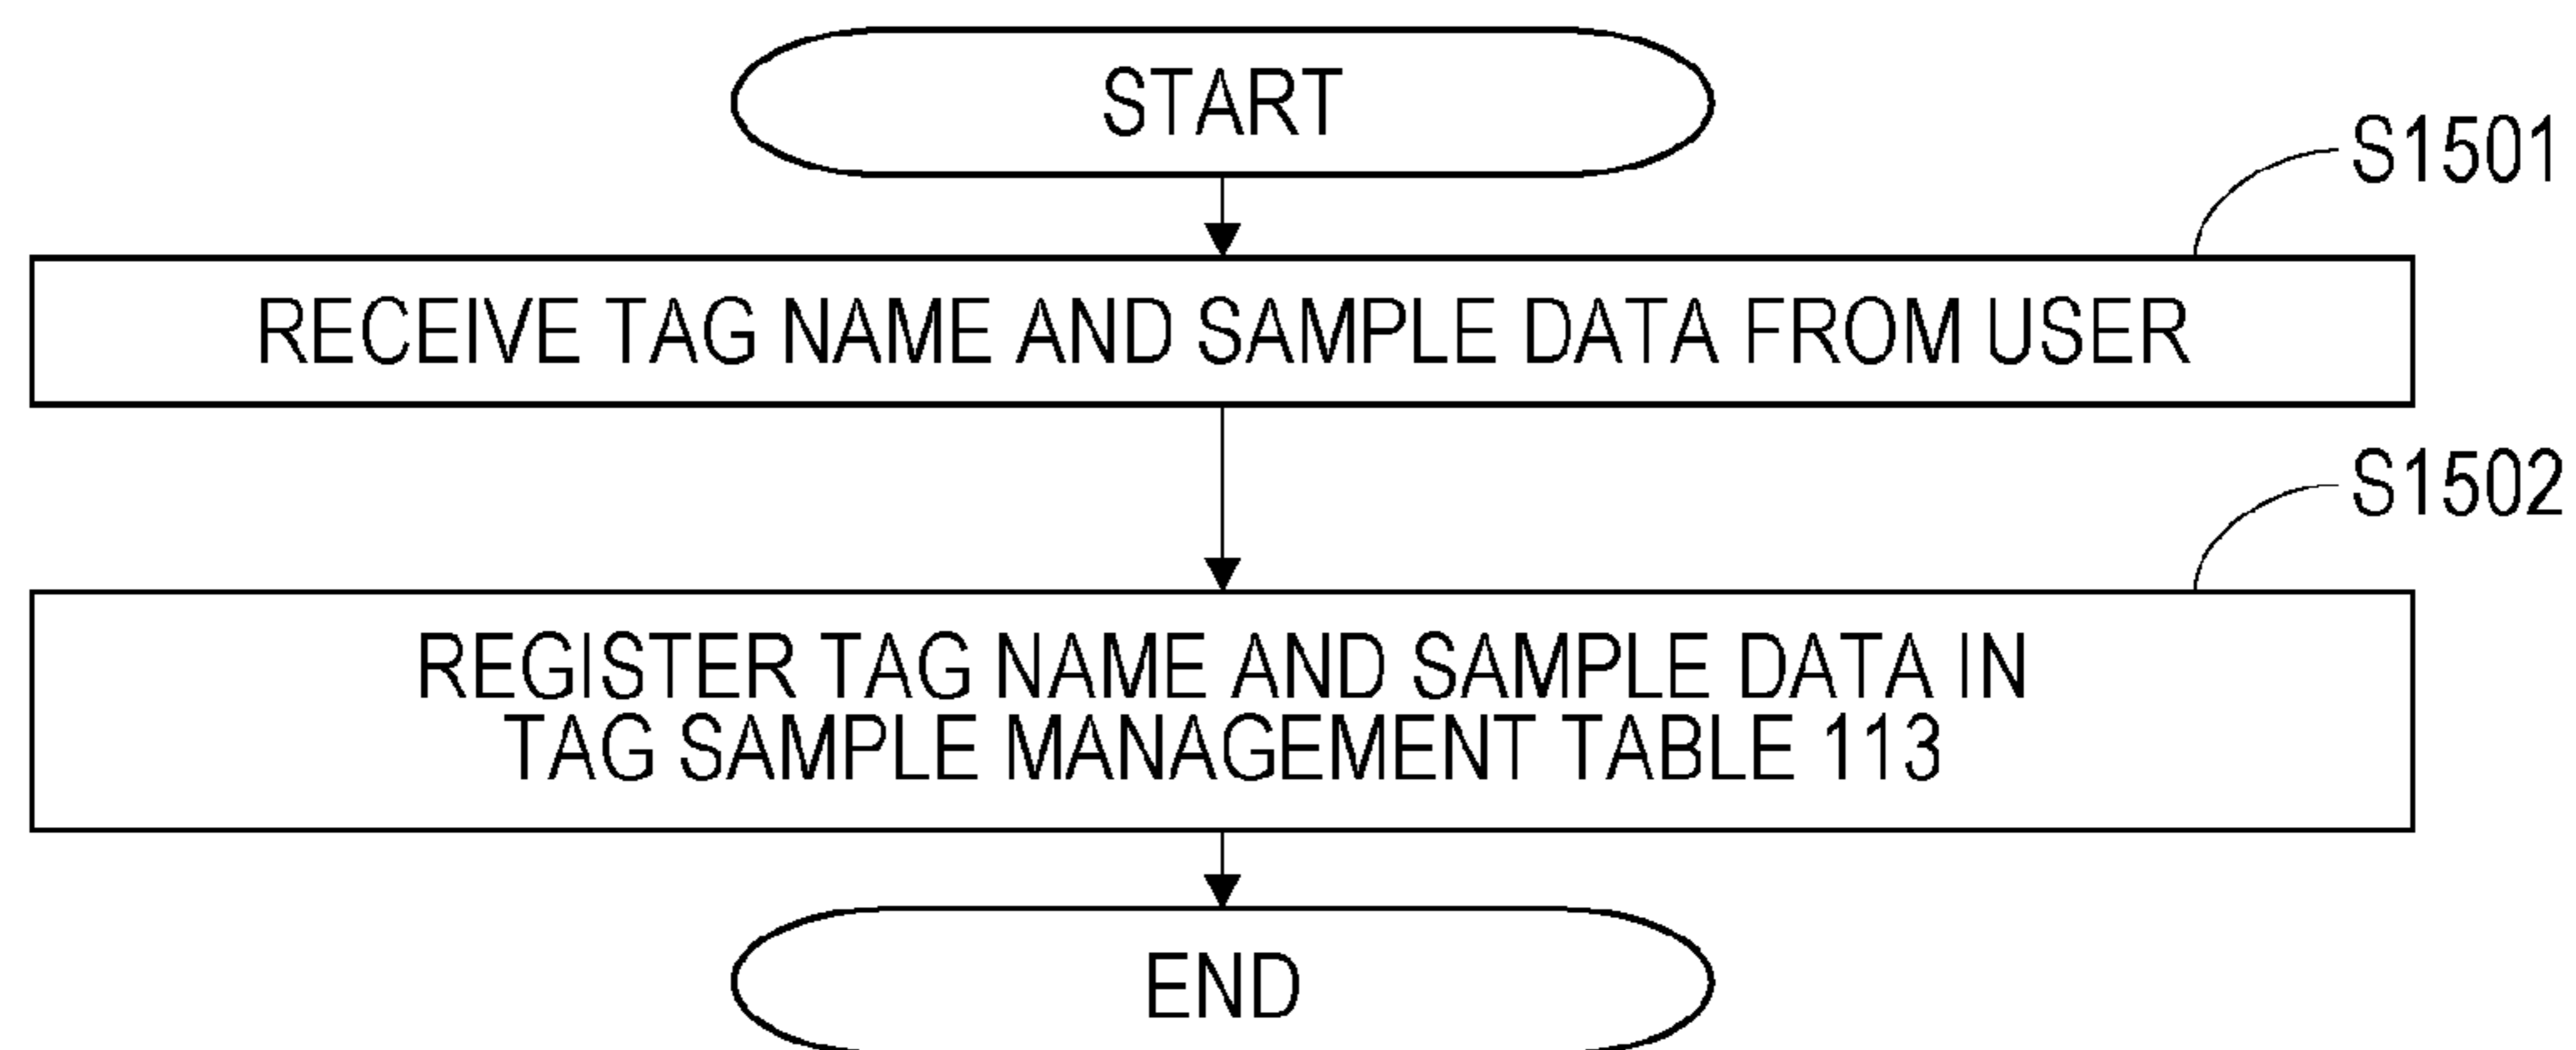 START
S1501
RECEIVE TAG NAME AND SAMPLE DATA FROM USER
S1502
REGISTER TAG NAME AND SAMPLE DATA IN
TAG SAMPLE MANAGEMENT TABLE 113
END